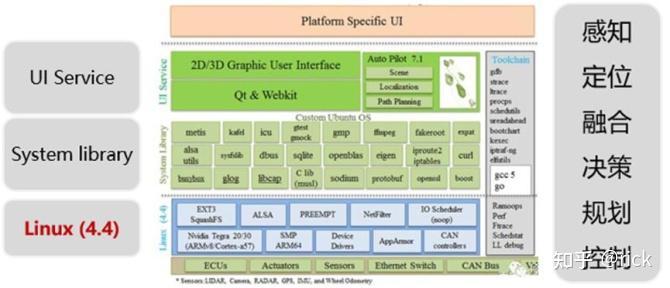 Platform Specific UI
UI Service
System library
Linux (4.4)
UI Service
2D/3D Graphic User Interface
Qt & Webkit
Auto Pilot 7.1
Scene
Localization
Path Planning
Custom Ubuntu OS
System Library
metis
kafel
icu
gtest
gmock
gmp
ffmpeg
fakeroot
expat
alsa
utils
sysfslib
dbus
sqlite
openblas
eigen
iproute2
iptables
curl
busybus
glog
libcap
C lib
(musl)
sodium
protobuf
openssl
boost
Linux (4.4)
EXT3
SquashFS
ALSA
PREEMPT
NetFilter
IO Scheduler
(noop)
Nvidia Tegra 20/30
(ARMv8/Cortex-a57)
SMP
ARM64
Device
Drivers
AppArmor
CAN
controllers
ECUs
Actuators
Sensors
Ethernet Switch
CAN Bus
* Sensors: LIDAR, Camera, RADAR, GPS, IMU, and Wheel Odometry
Toolchain
gdb
strace
ltrace
procps
schedutils
ureadahead
bootchart
kexec
iptraf-ng
elfutils
gcc 5
go
Ramoops
Perf
Ftrace
Schedstat
LL debug
感知
定位
融合
决策
规划
控制
知乎 @rick